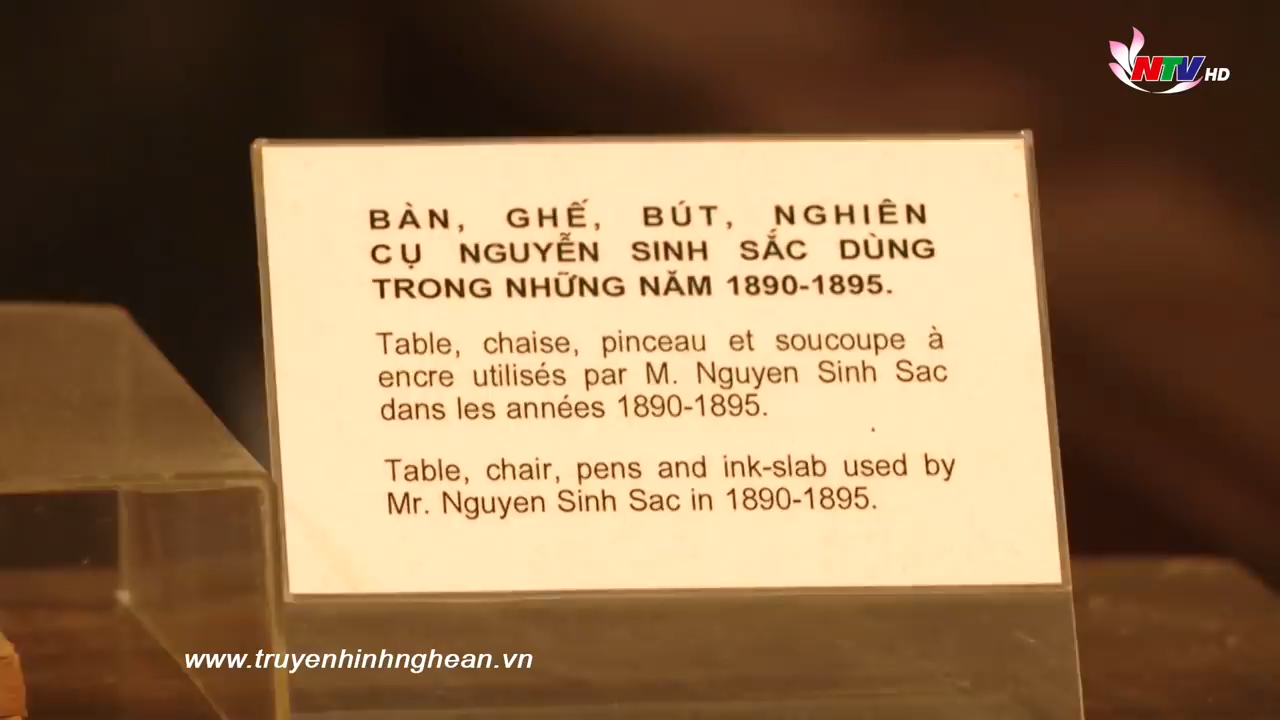 NTV HD
BÀN, GHẾ, BÚT, NGHIÊN
CỤ NGUYỄN SINH SẮC DÙNG
TRONG NHỮNG NĂM 1890-1895.
Table, chaise, pinceau et soucoupe à
encre utilisés par M. Nguyen Sinh Sac
dans les années 1890-1895.
Table, chair, pens and ink-slab used by
Mr. Nguyen Sinh Sac in 1890-1895.
www.truyenhinhnghean.vn